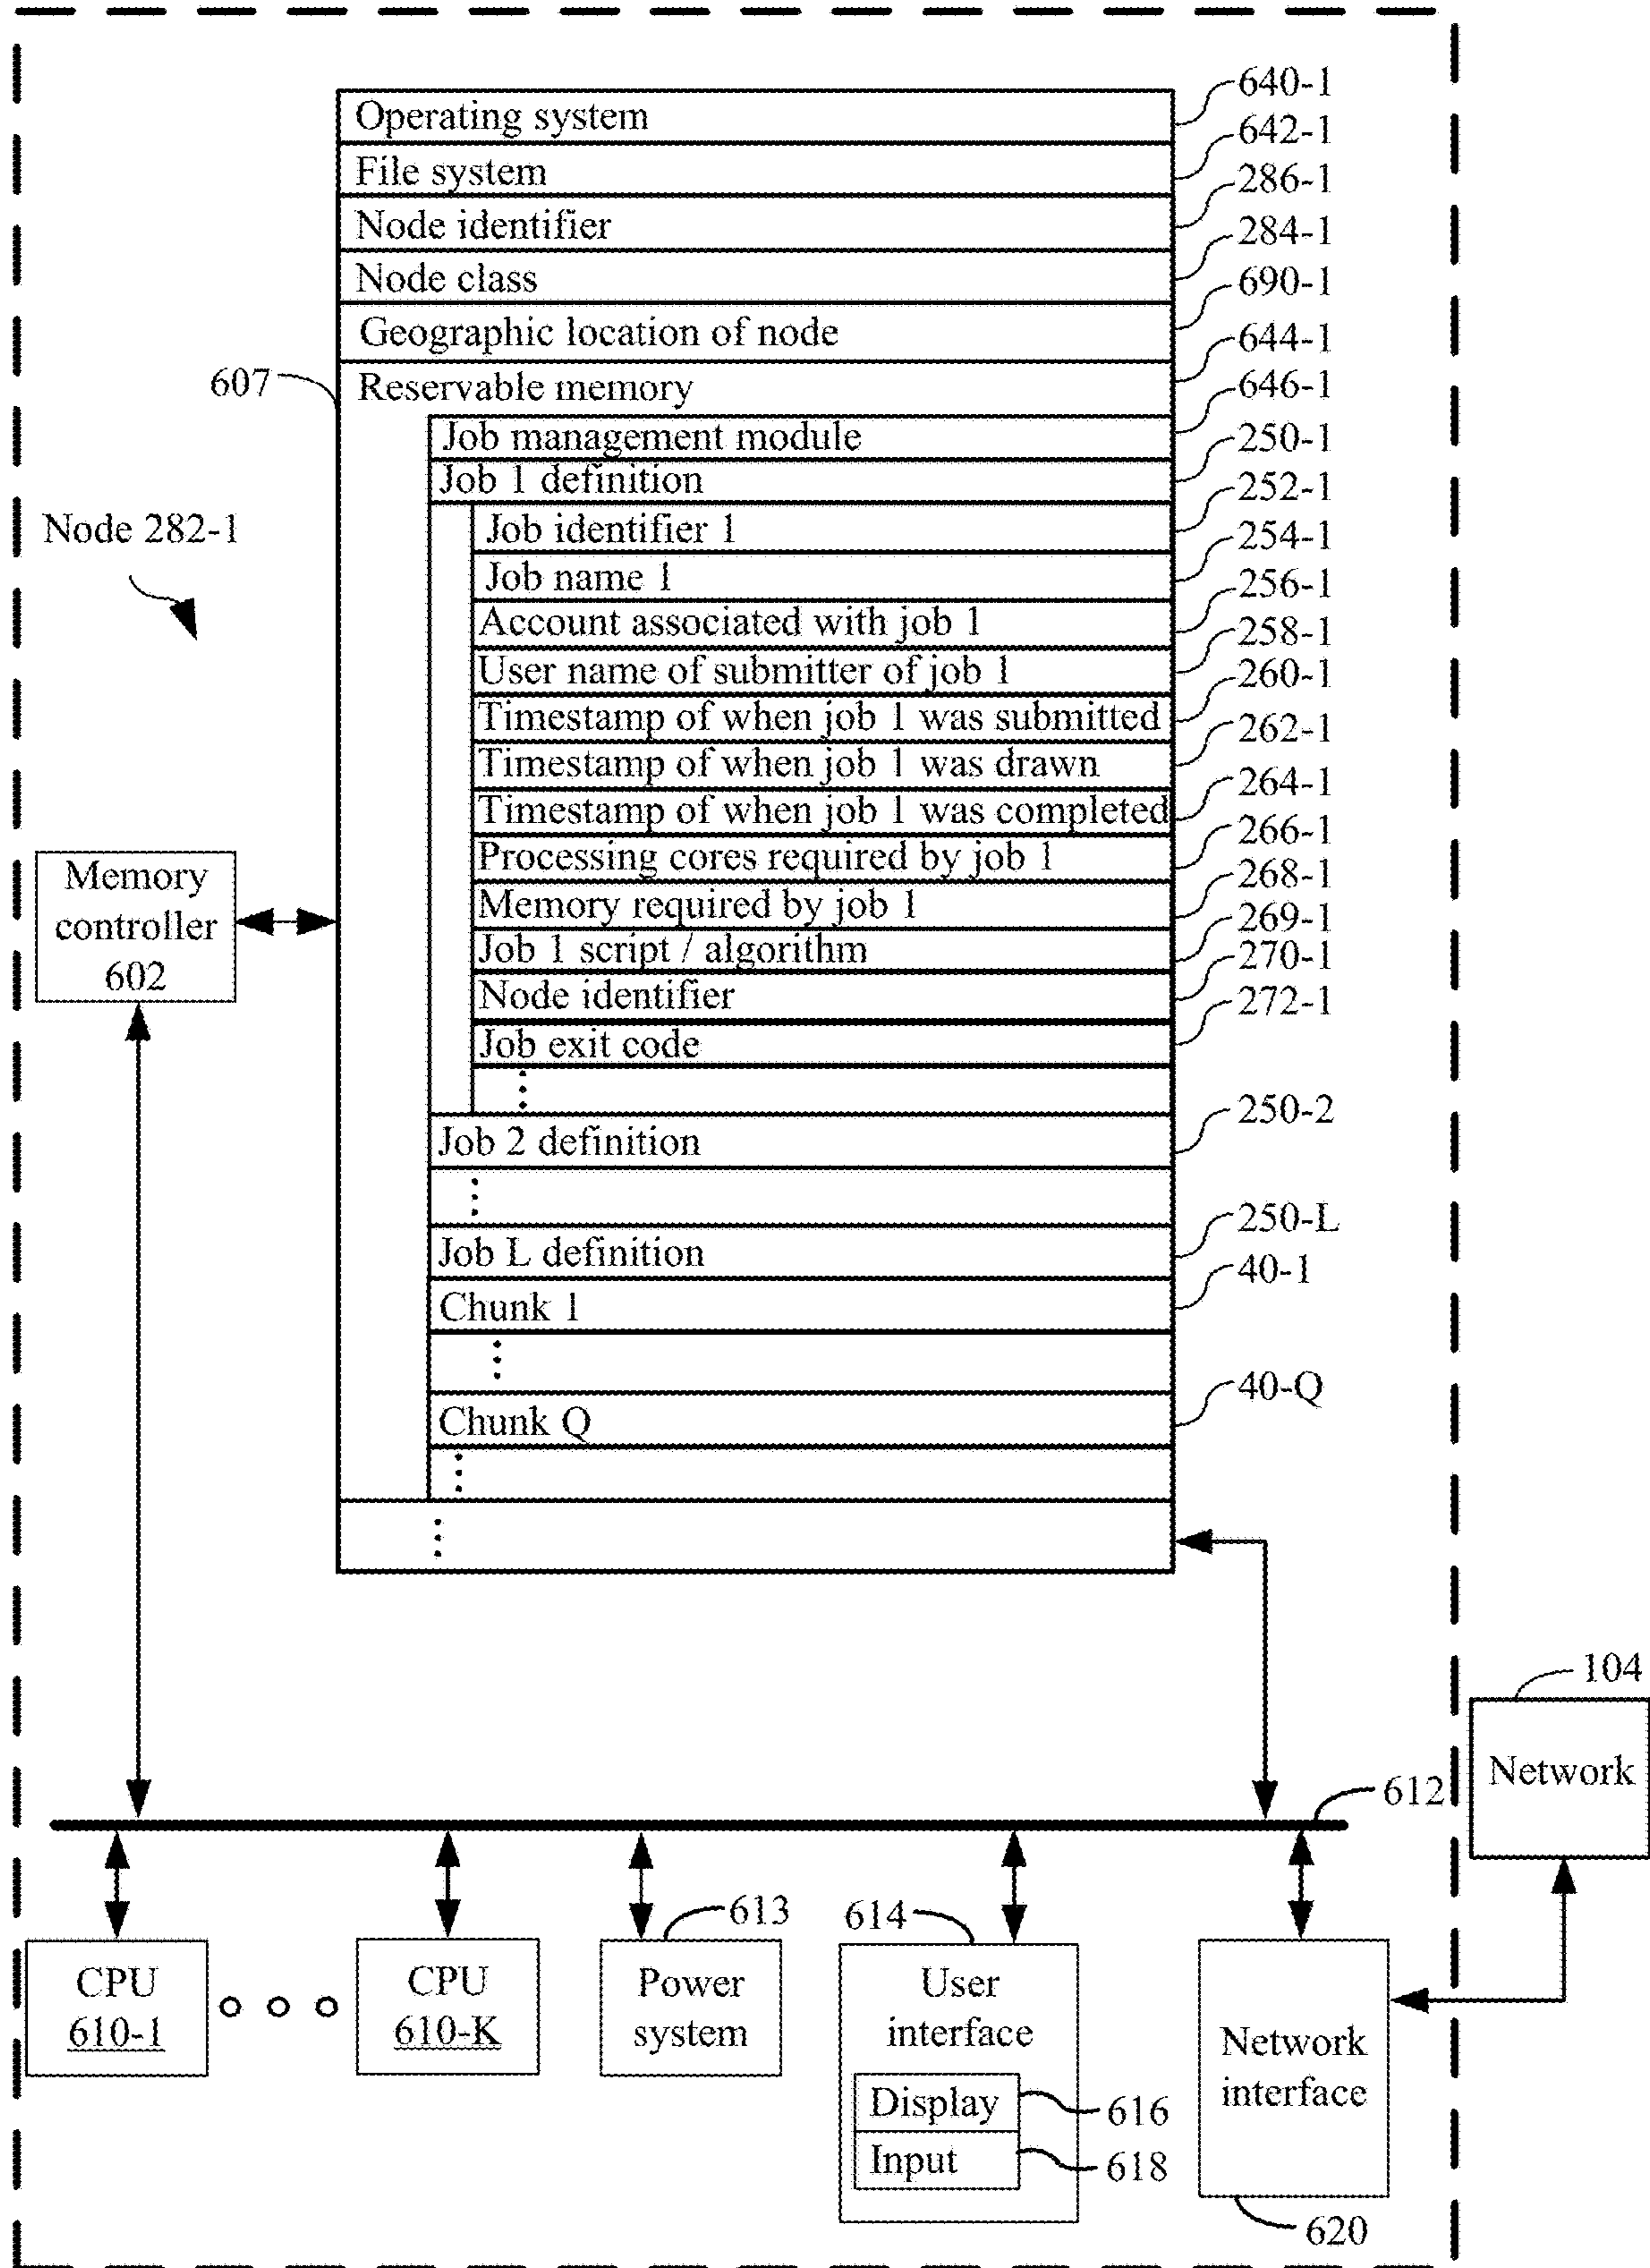 Operating system 640-1
File system 642-1
Node identifier 286-1
Node class 284-1
Geographic location of node 690-1
607 Reservable memory 644-1
Job management module 646-1
Job 1 definition 250-1
Node 282-1
Job identifier 1 252-1
Job name 1 254-1
Account associated with job 1 256-1
User name of submitter of job 1 258-1
Timestamp of when job 1 was submitted 260-1
Timestamp of when job 1 was drawn 262-1
Timestamp of when job 1 was completed 264-1
Processing cores required by job 1 266-1
Memory required by job 1 268-1
Job 1 script / algorithm 269-1
Node identifier 270-1
Job exit code 272-1
Memory
controller
602
Job 2 definition 250-2
Job L definition 250-L
Chunk 1 40-1
Chunk Q 40-Q
104
Network
612
CPU
610-1
CPU
610-K
613
Power
system
614
User
interface
Display 616
Input 618
Network
interface
620